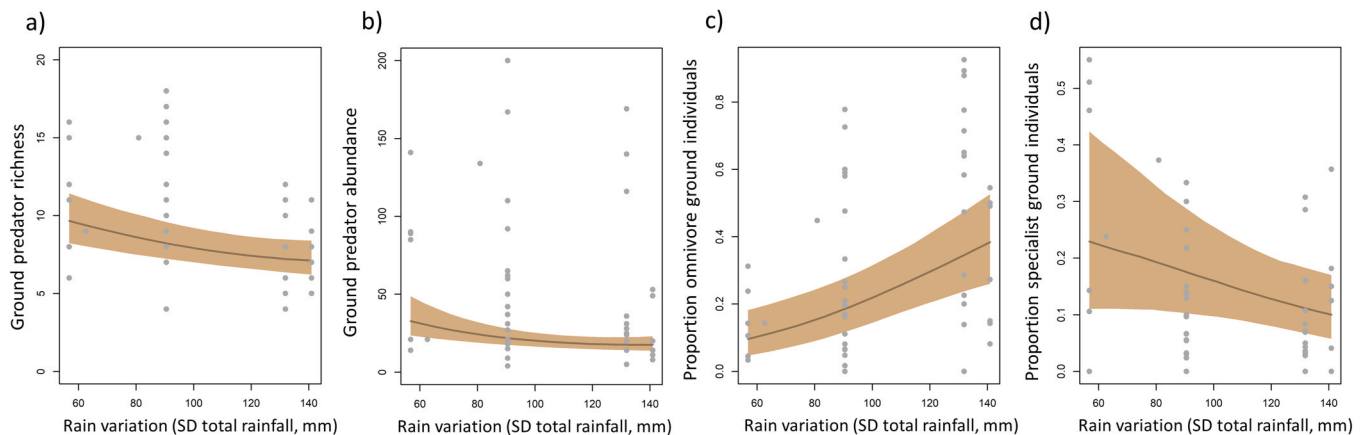 a)
Ground predator richness
20
15
10
5
0
60 80 100 120 140
Rain variation (SD total rainfall, mm)
b)
Ground predator abundance
200
150
100
50
0
60 80 100 120 140
Rain variation (SD total rainfall, mm)
c)
Proportion omnivore ground individuals
0.8
0.6
0.4
0.2
0.0
60 80 100 120 140
Rain variation (SD total rainfall, mm)
d)
Proportion specialist ground individuals
0.5
0.4
0.3
0.2
0.1
0.0
60 80 100 120 140
Rain variation (SD total rainfall, mm)